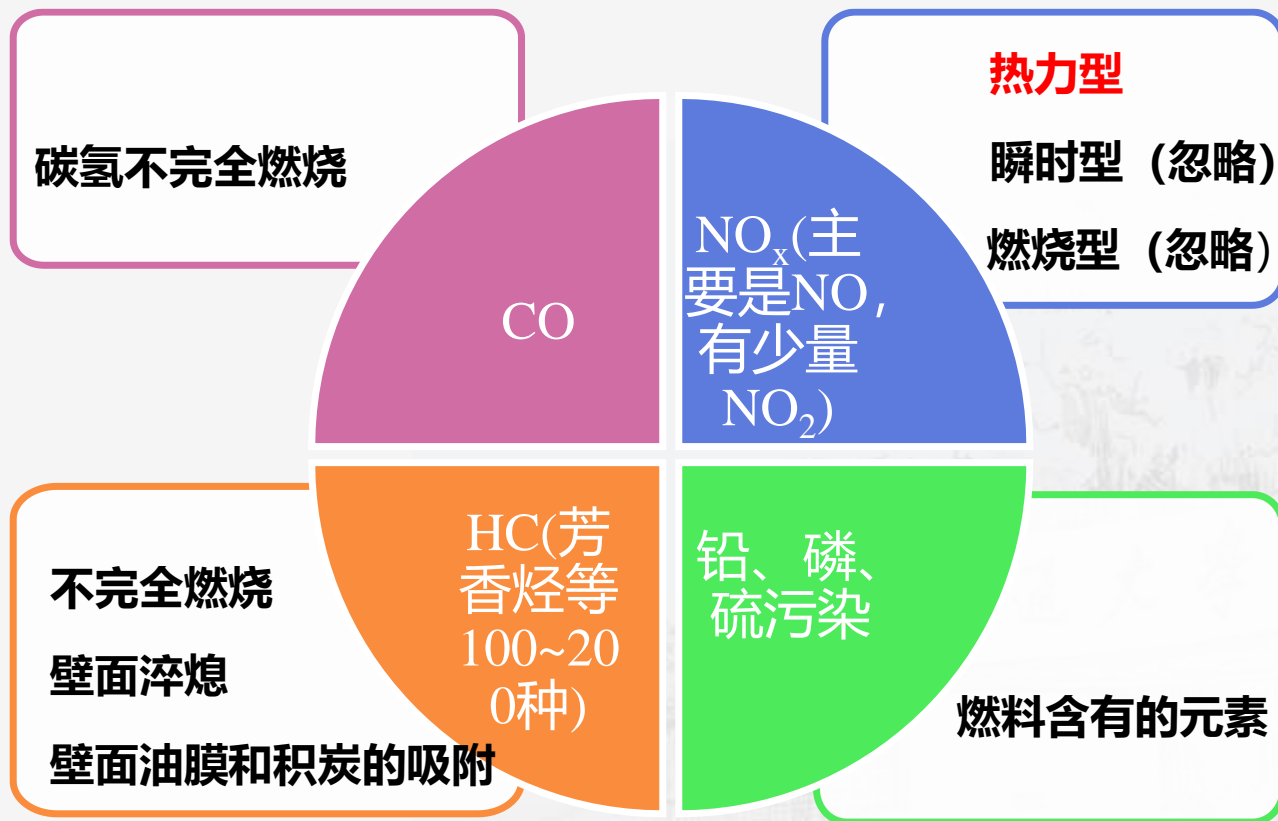 碳氢不完全燃烧
CO
热力型
瞬时型（忽略）
燃烧型（忽略）
NOₓ(主
要是NO，
有少量
NO₂)
不完全燃烧
壁面淬熄
壁面油膜和积炭的吸附
HC(芳
香烃等
100~20
0种)
铅、磷、
硫污染
燃料含有的元素